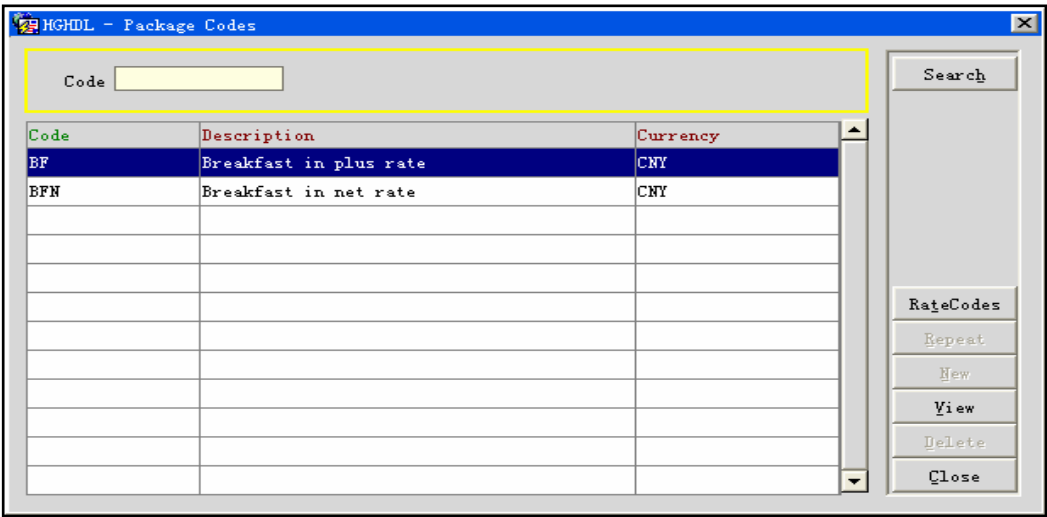 HGHDL - Package Codes
Code
Search
Code Description Currency
BF Breakfast in plus rate CNY
BFN Breakfast in net rate CNY
RateCodes
Repeat
New
View
Delete
Close